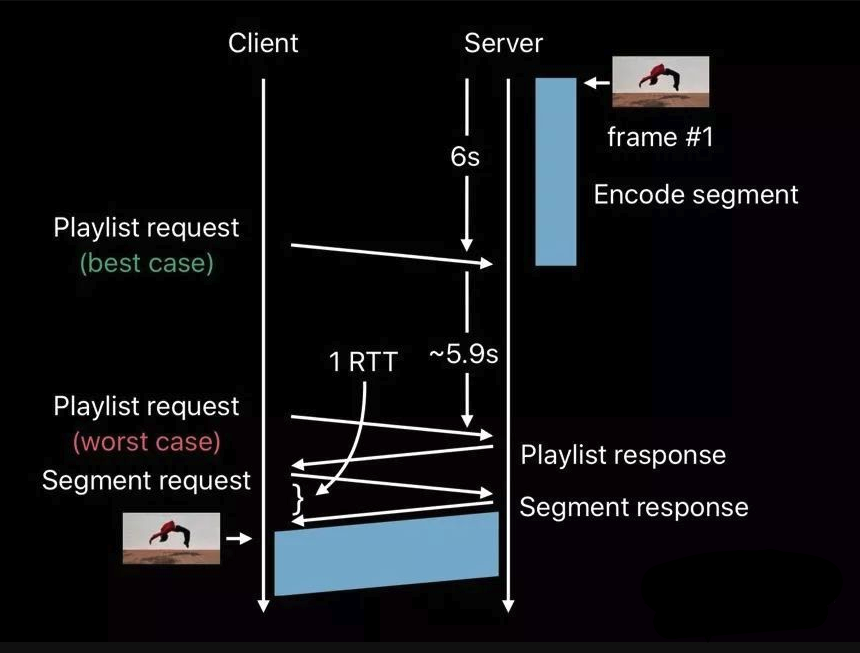 Client
Server
frame #1
6s
Encode segment
Playlist request
(best case)
1 RTT
~5.9s
Playlist request
(worst case)
Playlist response
Segment request
}
Segment response